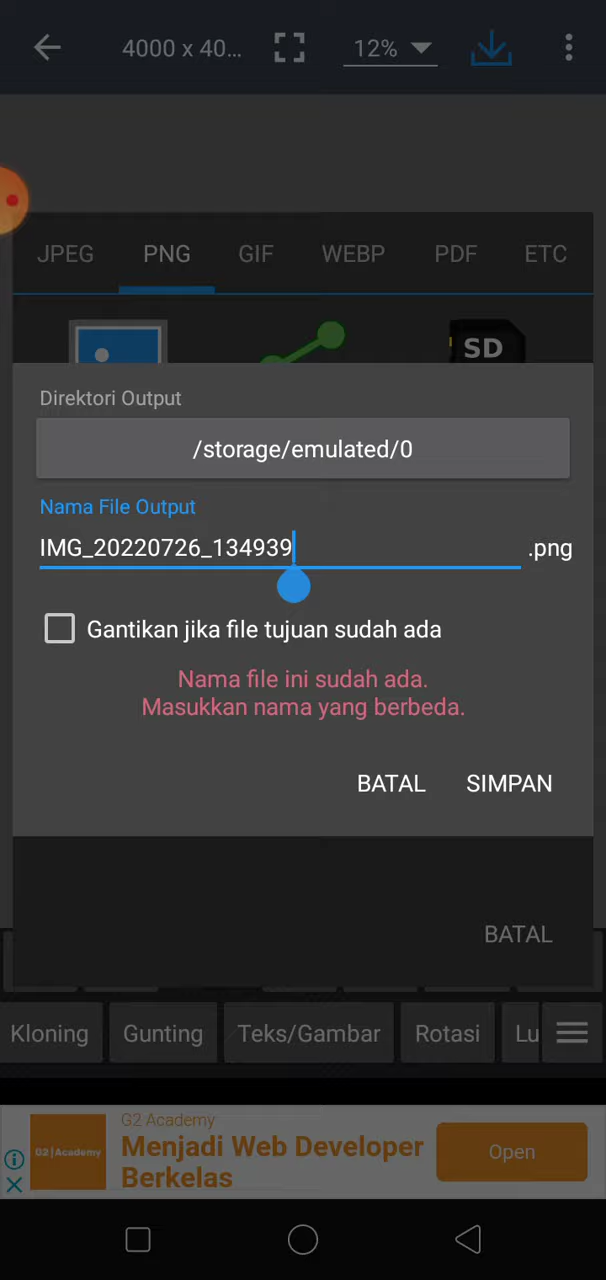 4000 x 40...
12%
JPEG
PNG
GIF
WEBP
PDF
ETC
SD
Direktori Output
/storage/emulated/0
Nama File Output
IMG_20220726_134939
.png
Gantikan jika file tujuan sudah ada
Nama file ini sudah ada.
Masukkan nama yang berbeda.
BATAL
SIMPAN
BATAL
Kloning
Gunting
Teks/Gambar
Rotasi
Lu
G2 Academy
G2|Academy
Menjadi Web Developer
Berkelas
Open